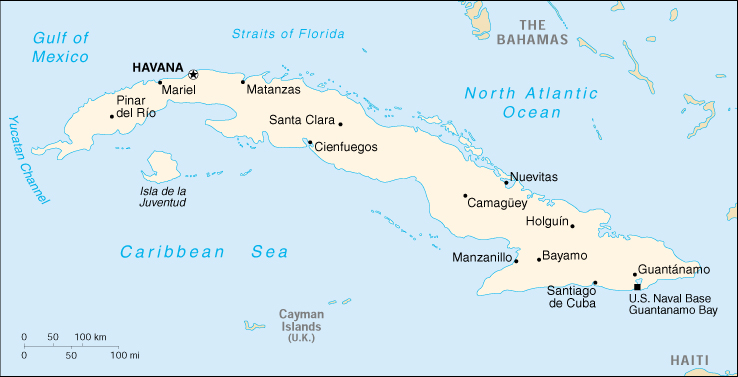 THE
BAHAMAS
Gulf of
Mexico
Straits of Florida
HAVANA
Mariel
Matanzas
North Atlantic
Ocean
Pinar
del Río
Santa Clara
Yucatan Channel
Cienfuegos
Isla de la
Juventud
Nuevitas
Camagüey
Holguín
Caribbean Sea
Manzanillo
Bayamo
Guantánamo
Santiago
de Cuba
U.S. Naval Base
Guantanamo Bay
Cayman
Islands
(U.K.)
0 50 100 km
0 50 100 mi
HAITI